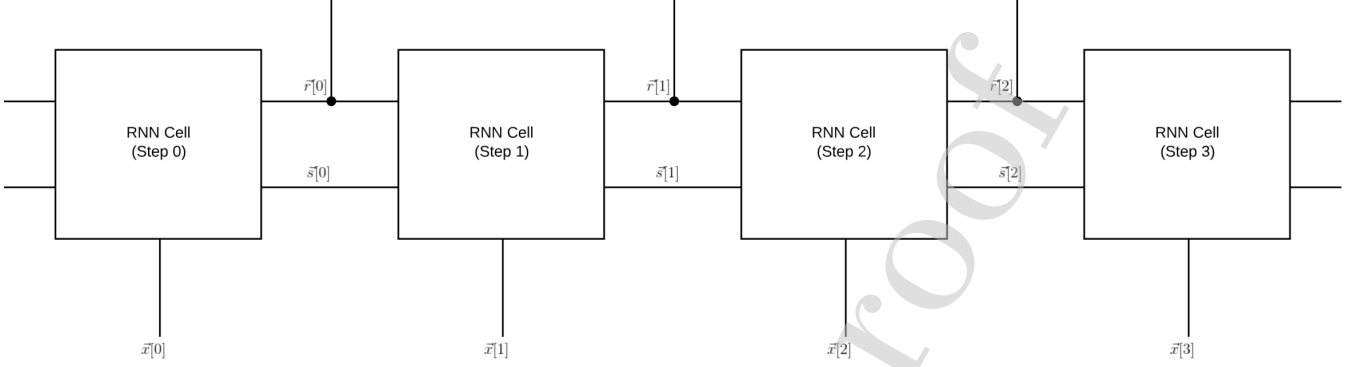 r⃗[0] r⃗[1] r⃗[2]
RNN Cell RNN Cell RNN Cell RNN Cell
(Step 0) (Step 1) (Step 2) (Step 3)
s⃗[0] s⃗[1] s⃗[2]
x⃗[0] x⃗[1] x⃗[2] x⃗[3]
roof